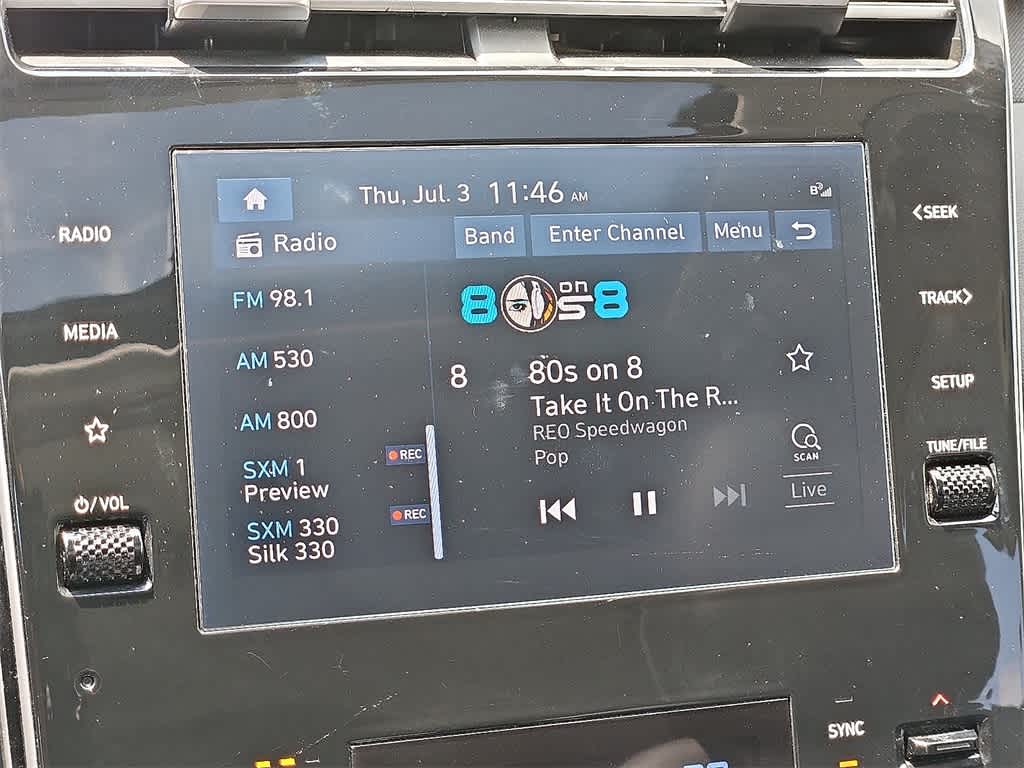 Thu, Jul. 3 11:46 AM
B
Radio
Band
Enter Channel
Menu
FM 98.1
AM 530
AM 800
SXM 1
Preview
REC
SXM 330
Silk 330
REC
80s on 8
8
80s on 8
Take It On The R...
REO Speedwagon
Pop
SCAN
Live
RADIO
MEDIA
VOL
<SEEK
TRACK>
SETUP
TUNE/FILE
SYNC